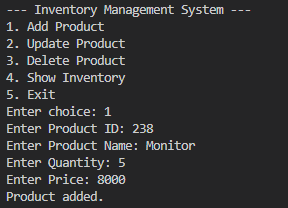 --- Inventory Management System ---
1. Add Product
2. Update Product
3. Delete Product
4. Show Inventory
5. Exit
Enter choice: 1
Enter Product ID: 238
Enter Product Name: Monitor
Enter Quantity: 5
Enter Price: 8000
Product added.